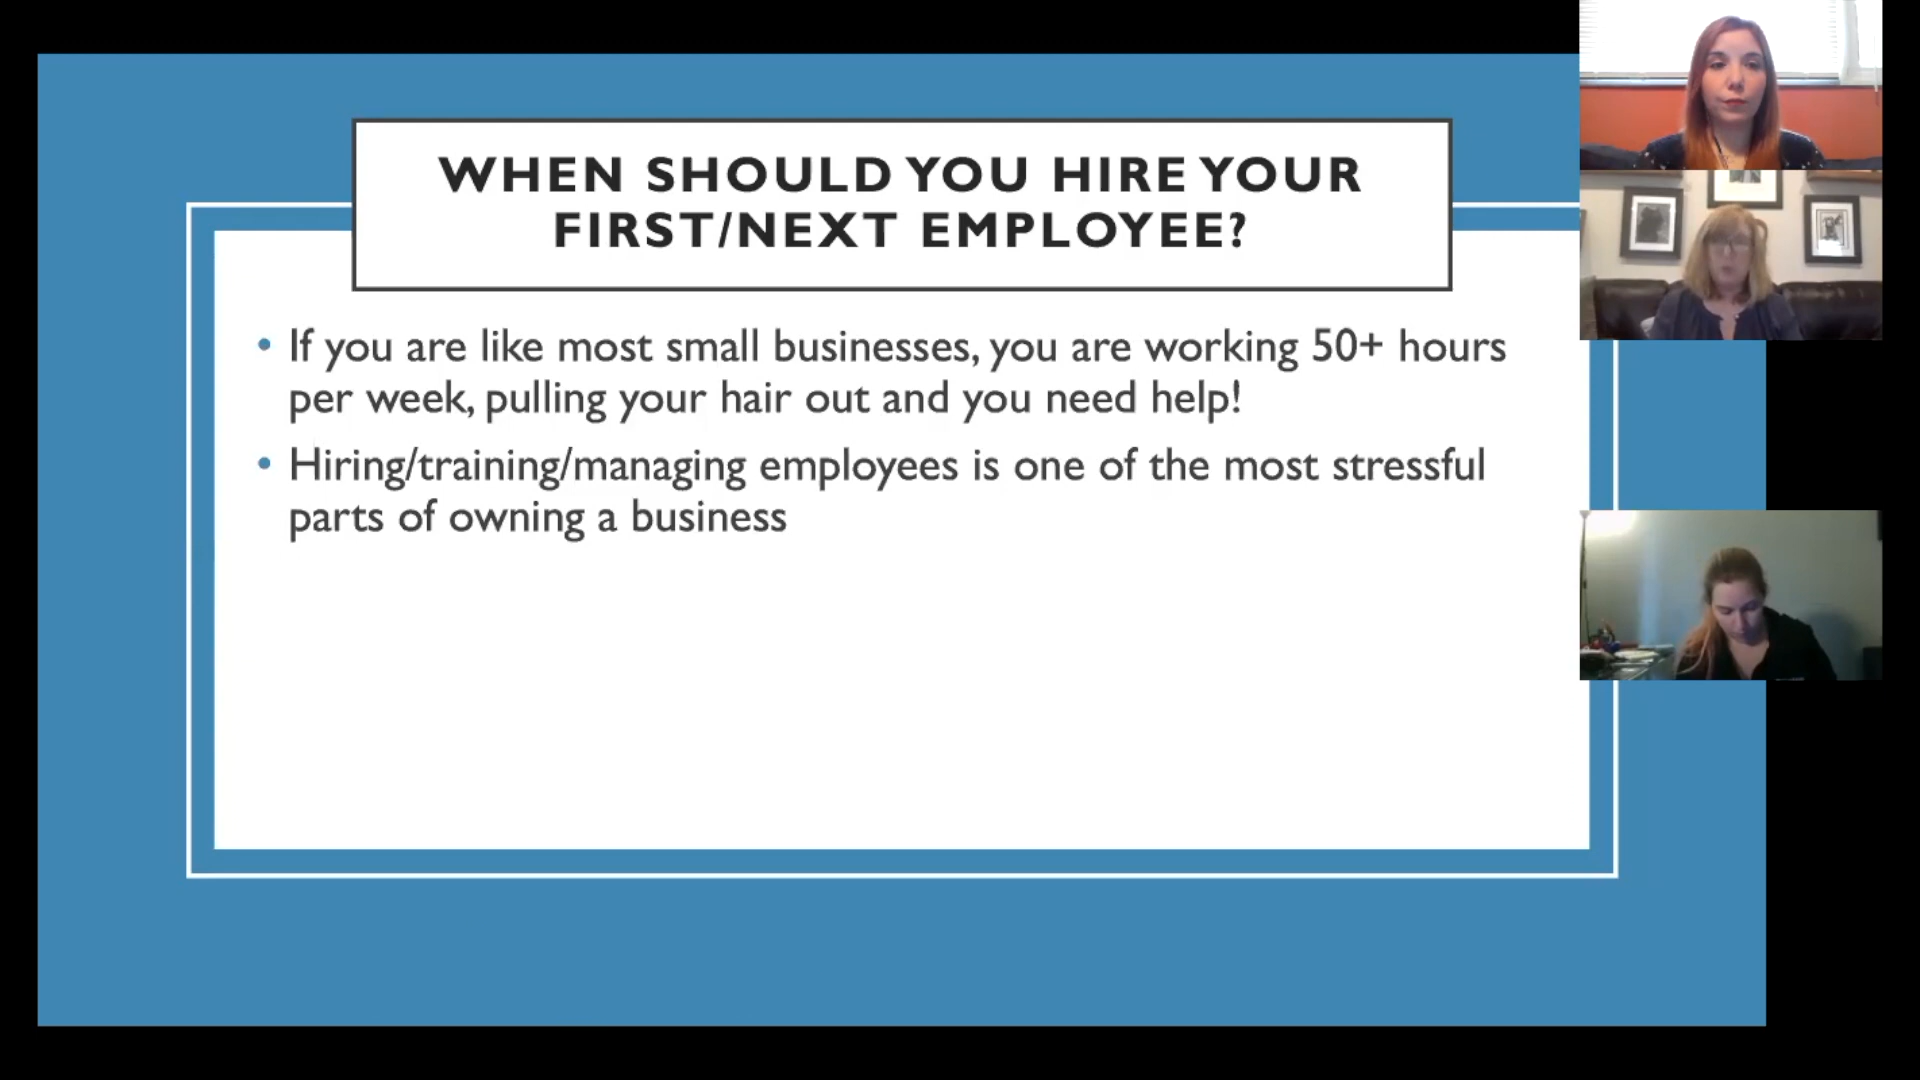 WHEN SHOULD YOU HIRE YOUR
FIRST/NEXT EMPLOYEE?
• If you are like most small businesses, you are working 50+ hours
per week, pulling your hair out and you need help!
• Hiring/training/managing employees is one of the most stressful
parts of owning a business